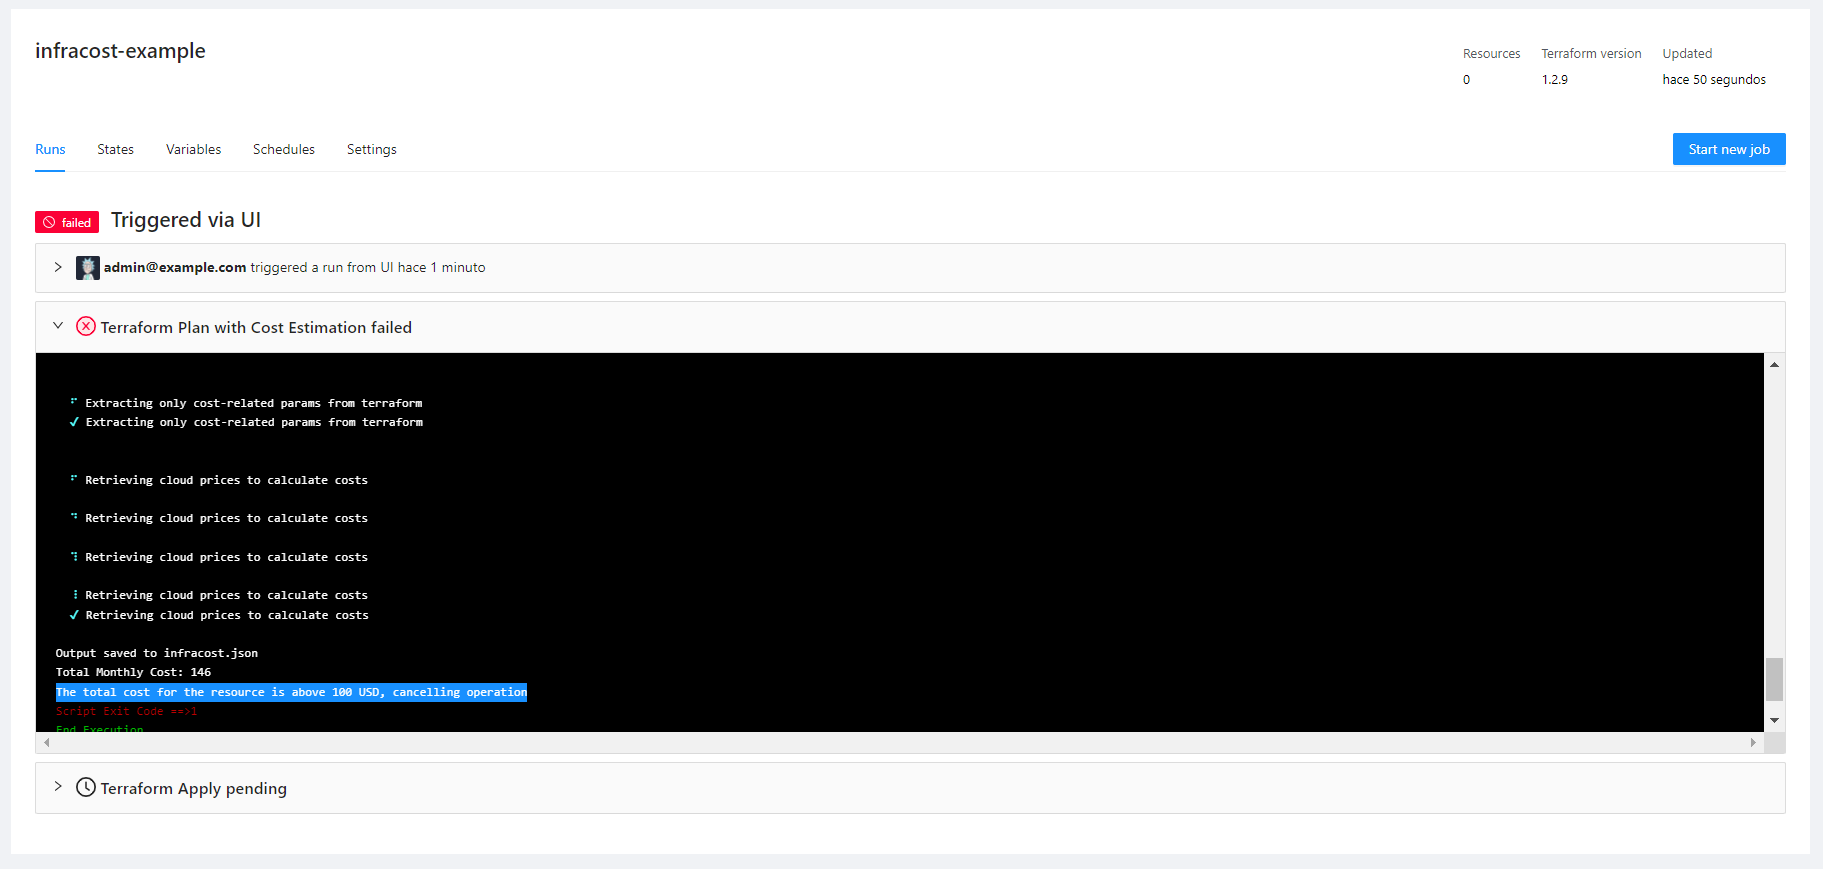 infracost-example
Resources Terraform version Updated
0 1.2.9 hace 50 segundos
Runs States Variables Schedules Settings Start new job
failed Triggered via UI
admin@example.com triggered a run from UI hace 1 minuto
Terraform Plan with Cost Estimation failed
Extracting only cost-related params from terraform
✓ Extracting only cost-related params from terraform
Retrieving cloud prices to calculate costs
Retrieving cloud prices to calculate costs
Retrieving cloud prices to calculate costs
Retrieving cloud prices to calculate costs
✓ Retrieving cloud prices to calculate costs
Output saved to infracost.json
Total Monthly Cost: 146
The total cost for the resource is above 100 USD, cancelling operation
Script Exit Code ==>1
End Execution
Terraform Apply pending